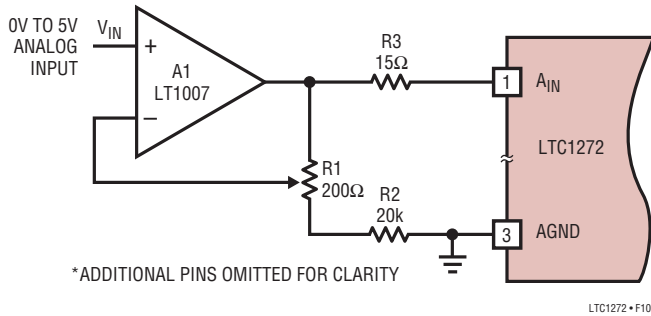 0V TO 5V
ANALOG
INPUT
V_IN
+
–
A1
LT1007
R3
15Ω
1
A_IN
LTC1272
R1
200Ω
R2
20k
3
AGND
*ADDITIONAL PINS OMITTED FOR CLARITY
LTC1272 • F10